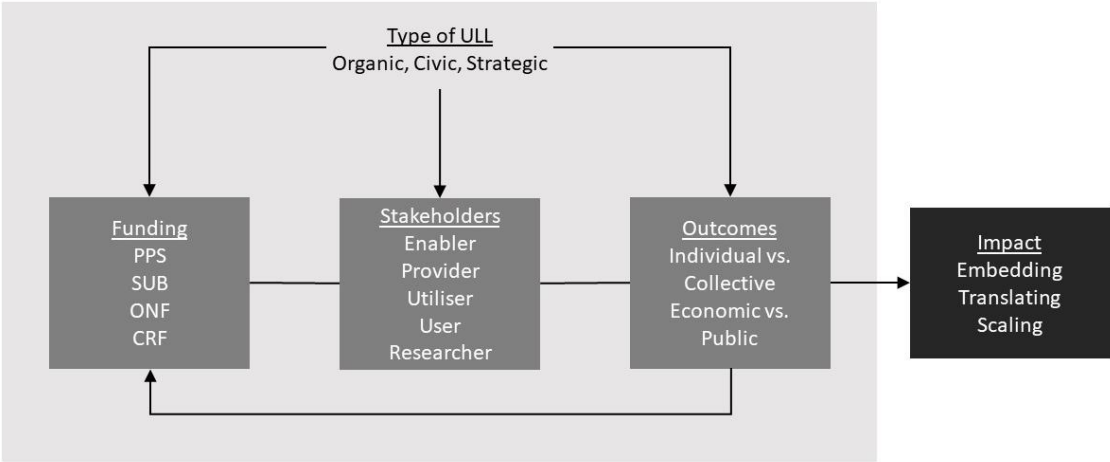 Type of ULL
Organic, Civic, Strategic
Funding
PPS
SUB
ONF
CRF
Stakeholders
Enabler
Provider
Utiliser
User
Researcher
Outcomes
Individual vs.
Collective
Economic vs.
Public
Impact
Embedding
Translating
Scaling